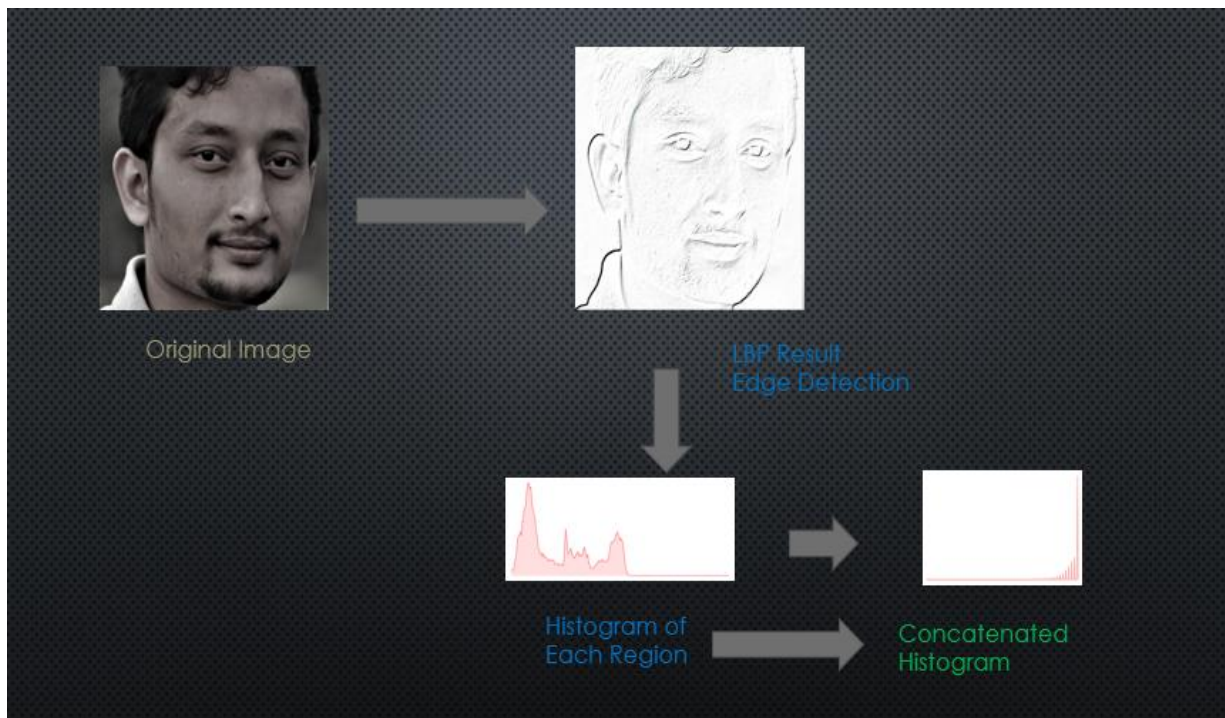 Original Image
LBP Result
Edge Detection
Histogram of
Each Region
Concatenated
Histogram